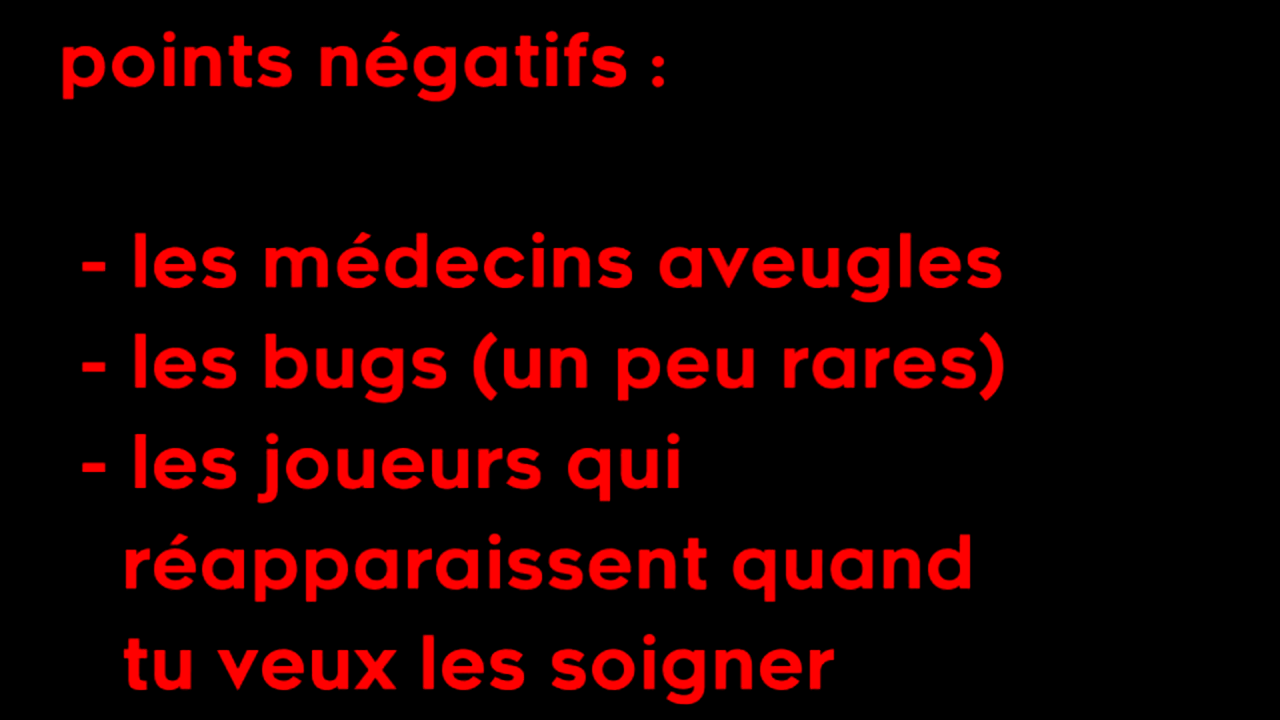 points négatifs :
- les médecins aveugles
- les bugs (un peu rares)
- les joueurs qui
réapparaissent quand
tu veux les soigner